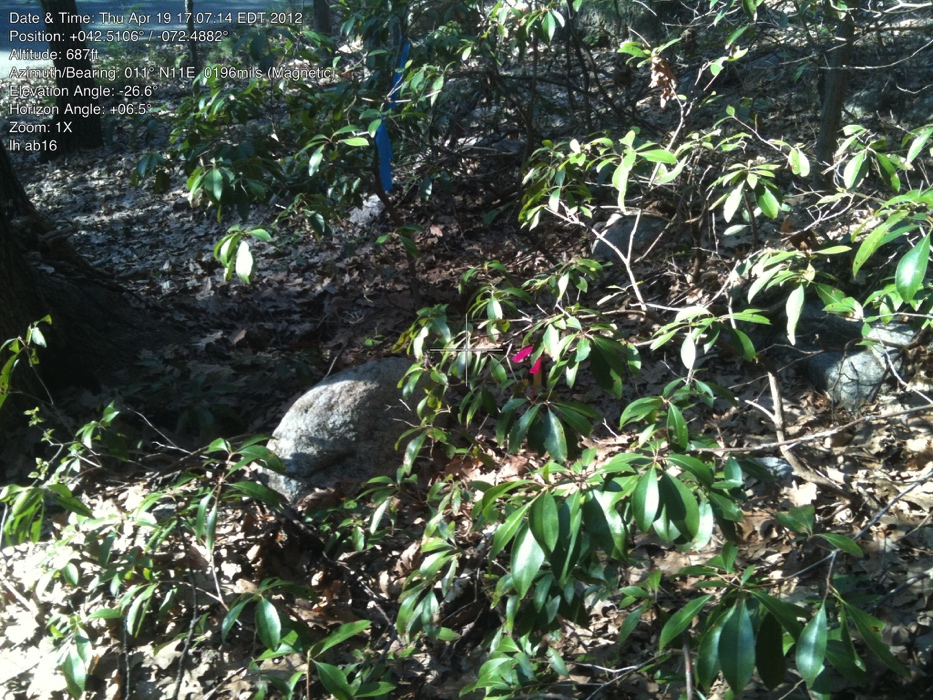 Date & Time: Thu Apr 19 17:07:14 EDT 2012
Position: +042.5106° / -072.4882°
Altitude: 687ft
Azimuth/Bearing: 011° N11E 0196mils (Magnetic)
Elevation Angle: -26.6°
Horizon Angle: +06.5°
Zoom: 1X
lh ab16